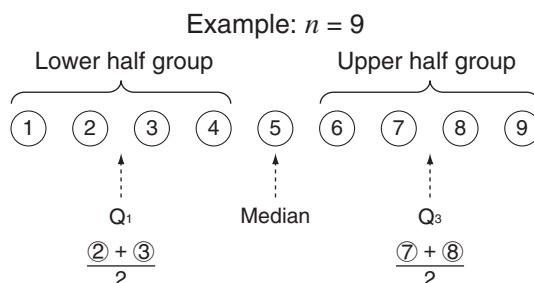 Example: n = 9
Lower half group Upper half group
① ② ③ ④ ⑤ ⑥ ⑦ ⑧ ⑨
Q₁ Median Q₃
② + ③ ⑦ + ⑧
2 2